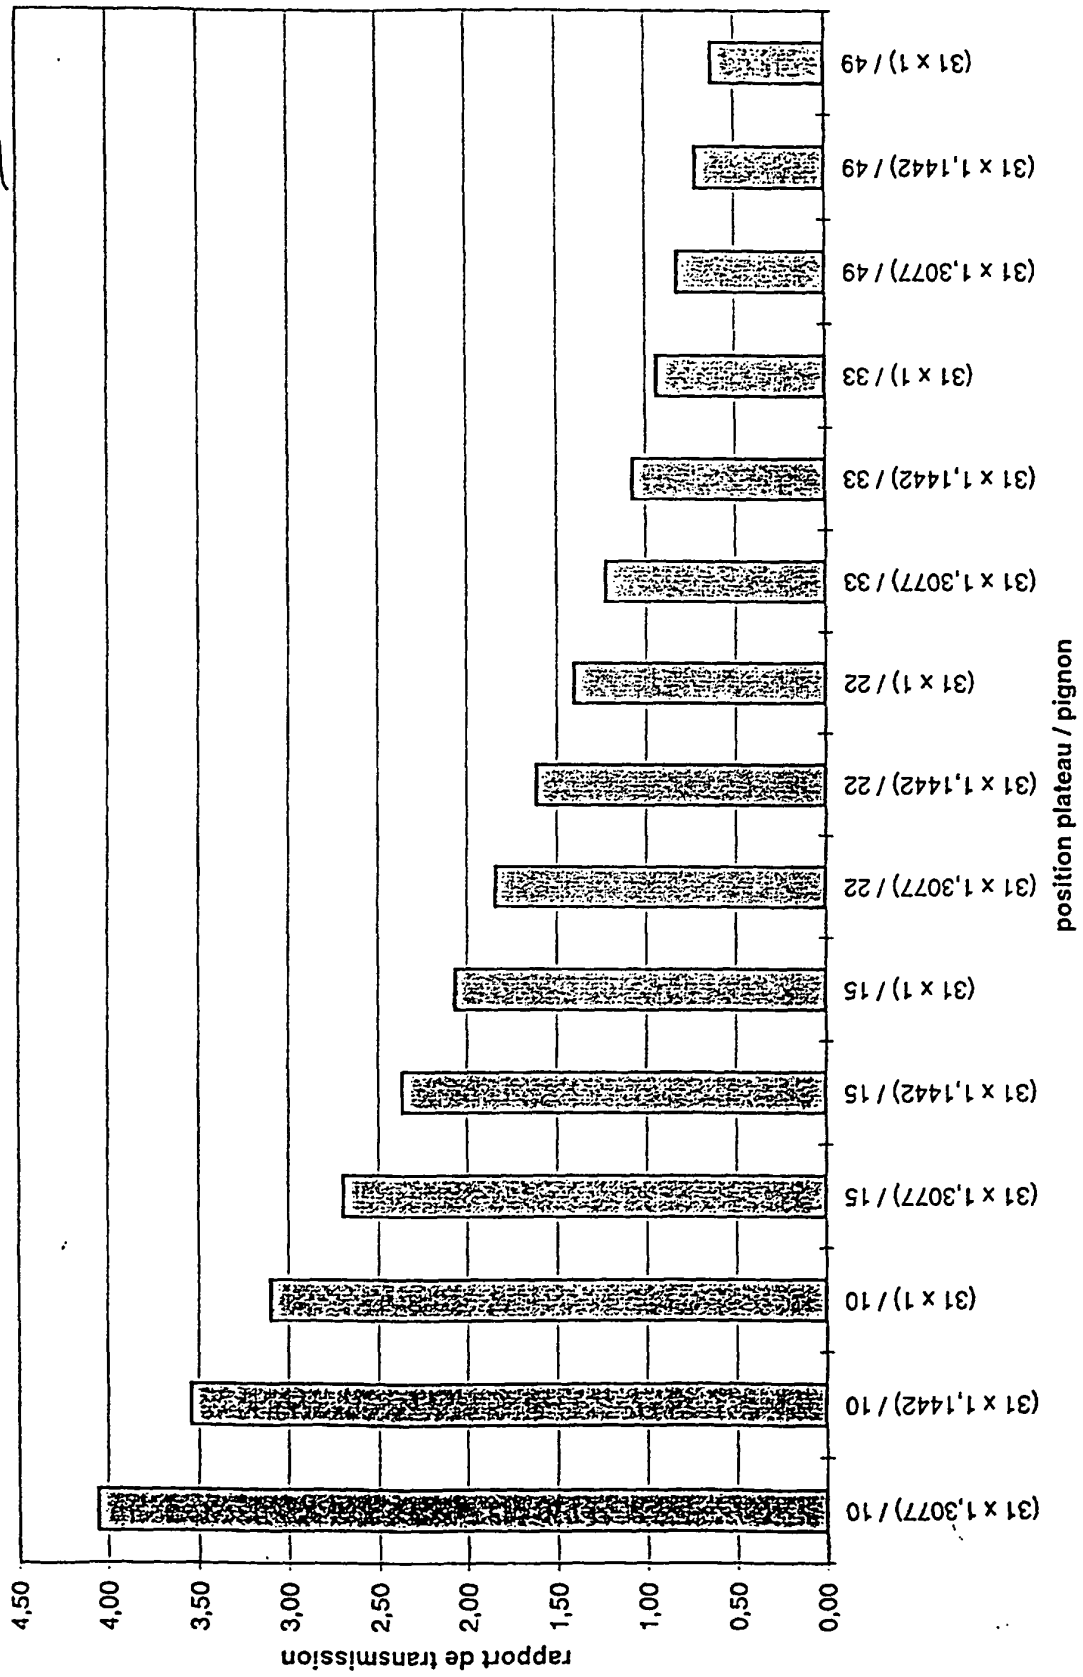 rapport de transmission
4,50
4,00
3,50
3,00
2,50
2,00
1,50
1,00
0,50
0,00
(31 x 1,3077) / 10
(31 x 1,1442) / 10
(31 x 1) / 10
(31 x 1,3077) / 15
(31 x 1,1442) / 15
(31 x 1) / 15
(31 x 1,3077) / 22
(31 x 1,1442) / 22
(31 x 1) / 22
(31 x 1,3077) / 33
(31 x 1,1442) / 33
(31 x 1) / 33
(31 x 1,3077) / 49
(31 x 1,1442) / 49
(31 x 1) / 49
position plateau / pignon